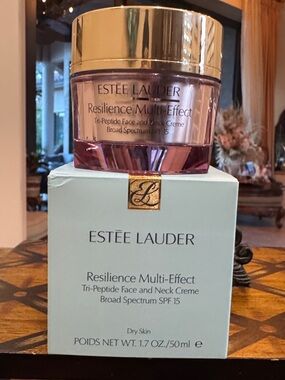 ESTĒE LAUDER
Resilience Multi-Effect
Tri-Peptide Face and Neck Creme
Broad Spectrum SPF 15
EL
ESTĒE LAUDER
Resilience Multi-Effect
Tri-Peptide Face and Neck Creme
Broad Spectrum SPF 15
Dry Skin
POIDS NET WT. 1.7 OZ./50ml e